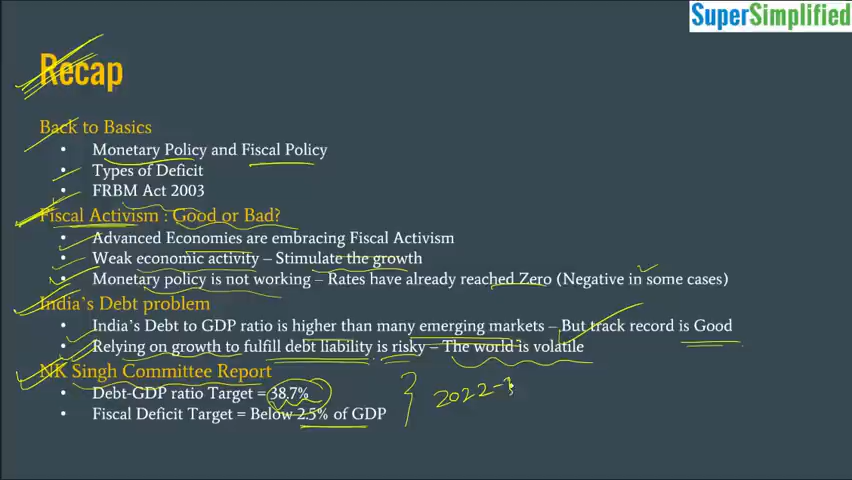 SuperSimplified
Recap
Back to Basics
• Monetary Policy and Fiscal Policy
• Types of Deficit
• FRBM Act 2003
Fiscal Activism : Good or Bad?
• Advanced Economies are embracing Fiscal Activism
• Weak economic activity – Stimulate the growth
• Monetary policy is not working – Rates have already reached Zero (Negative in some cases)
India's Debt problem
• India's Debt to GDP ratio is higher than many emerging markets – But track record is Good
• Relying on growth to fulfill debt liability is risky – The world is volatile
NK Singh Committee Report
• Debt-GDP ratio Target = 38.7%
• Fiscal Deficit Target = Below 2.5% of GDP
2022-